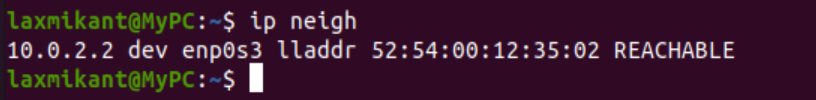 laxmikant@MyPC:~$ ip neigh
10.0.2.2 dev enp0s3 lladdr 52:54:00:12:35:02 REACHABLE
laxmikant@MyPC:~$